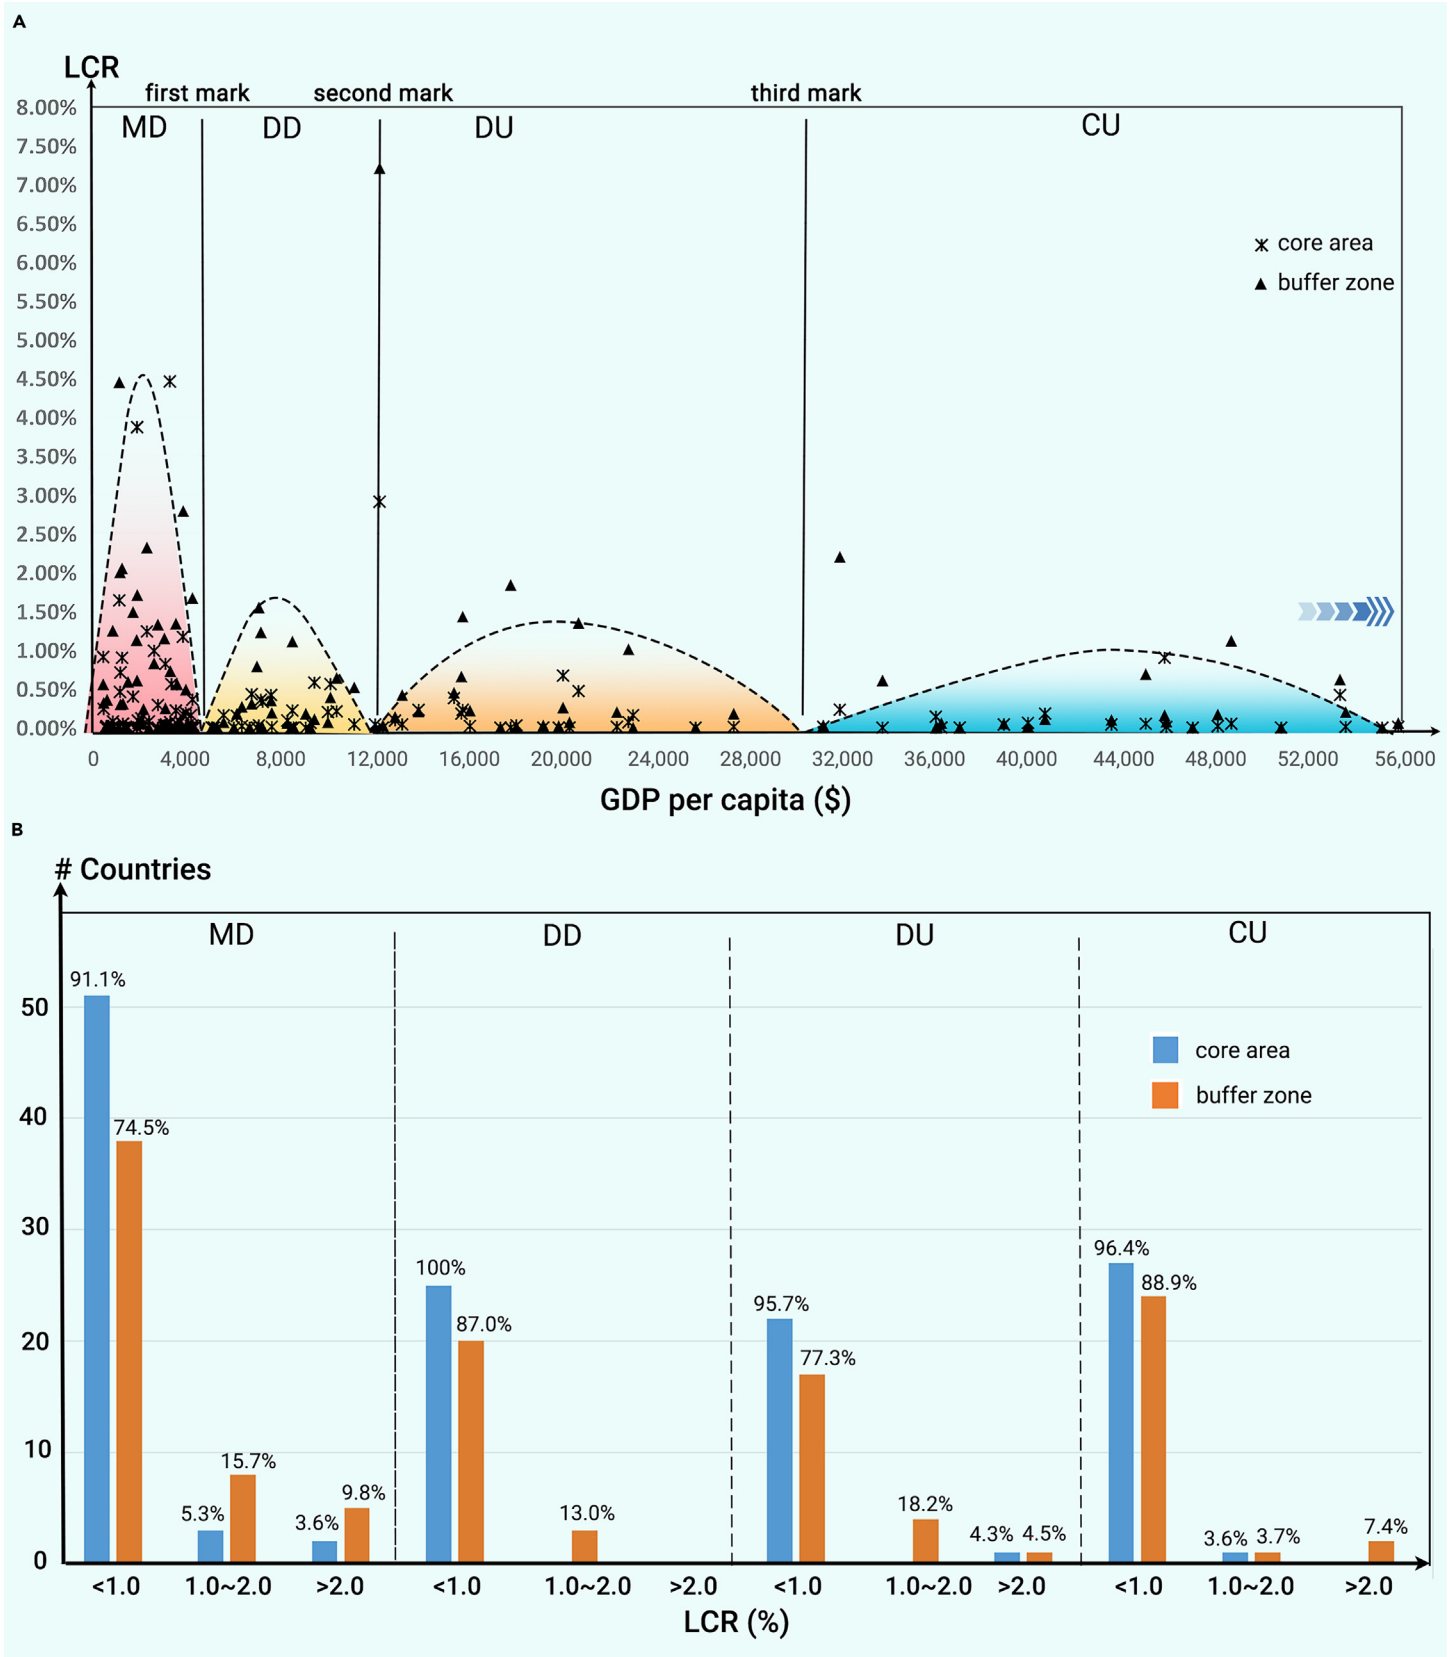 A
LCR
first mark second mark third mark
8.00%
MD DD DU CU
7.50%
7.00%
6.50%
6.00%
core area
5.50%
buffer zone
5.00%
4.50%
4.00%
3.50%
3.00%
2.50%
2.00%
1.50%
1.00%
0.50%
0.00%
0 4,000 8,000 12,000 16,000 20,000 24,000 28,000 32,000 36,000 40,000 44,000 48,000 52,000 56,000
GDP per capita ($)
B
# Countries
MD DD DU CU
91.1%
50
core area
buffer zone
40
74.5%
30
96.4%
100%
88.9%
95.7%
87.0%
20
77.3%
10
15.7%
9.8%
5.3%
3.6%
13.0%
18.2%
4.3% 4.5%
3.6% 3.7%
7.4%
0
<1.0 1.0~2.0 >2.0 <1.0 1.0~2.0 >2.0 <1.0 1.0~2.0 >2.0 <1.0 1.0~2.0 >2.0
LCR (%)